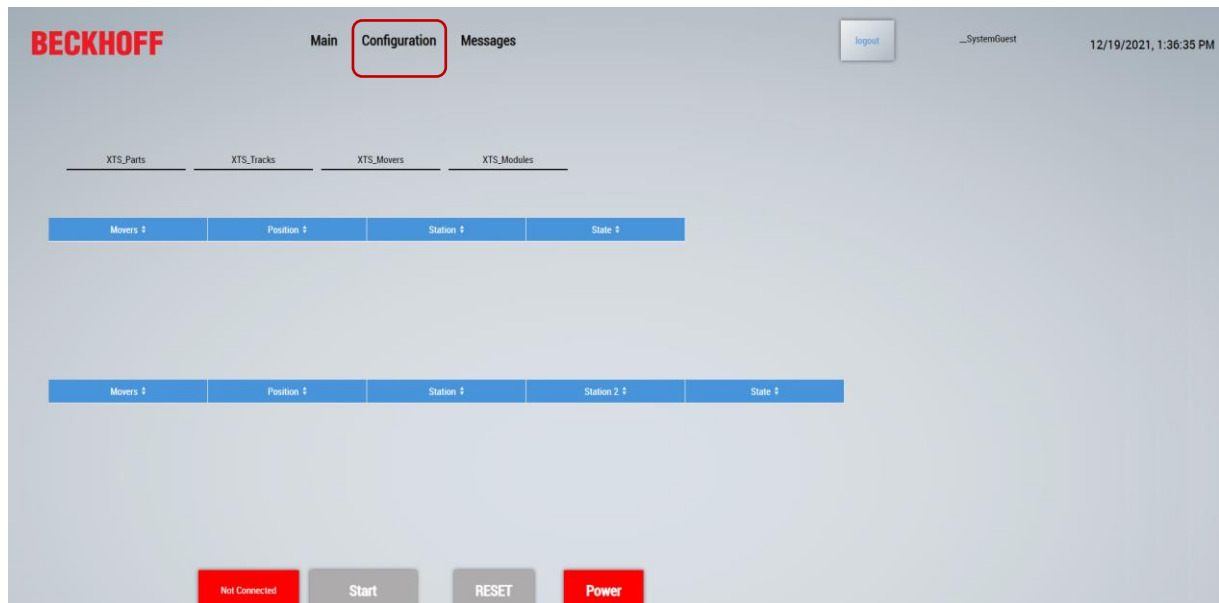 BECKHOFF Main Configuration Messages logout __SystemGuest 12/19/2021, 1:36:35 PM
XTS_Parts XTS_Tracks XTS_Movers XTS_Modules
Movers Position Station State
Movers Position Station Station 2 State
Not Connected Start RESET Power